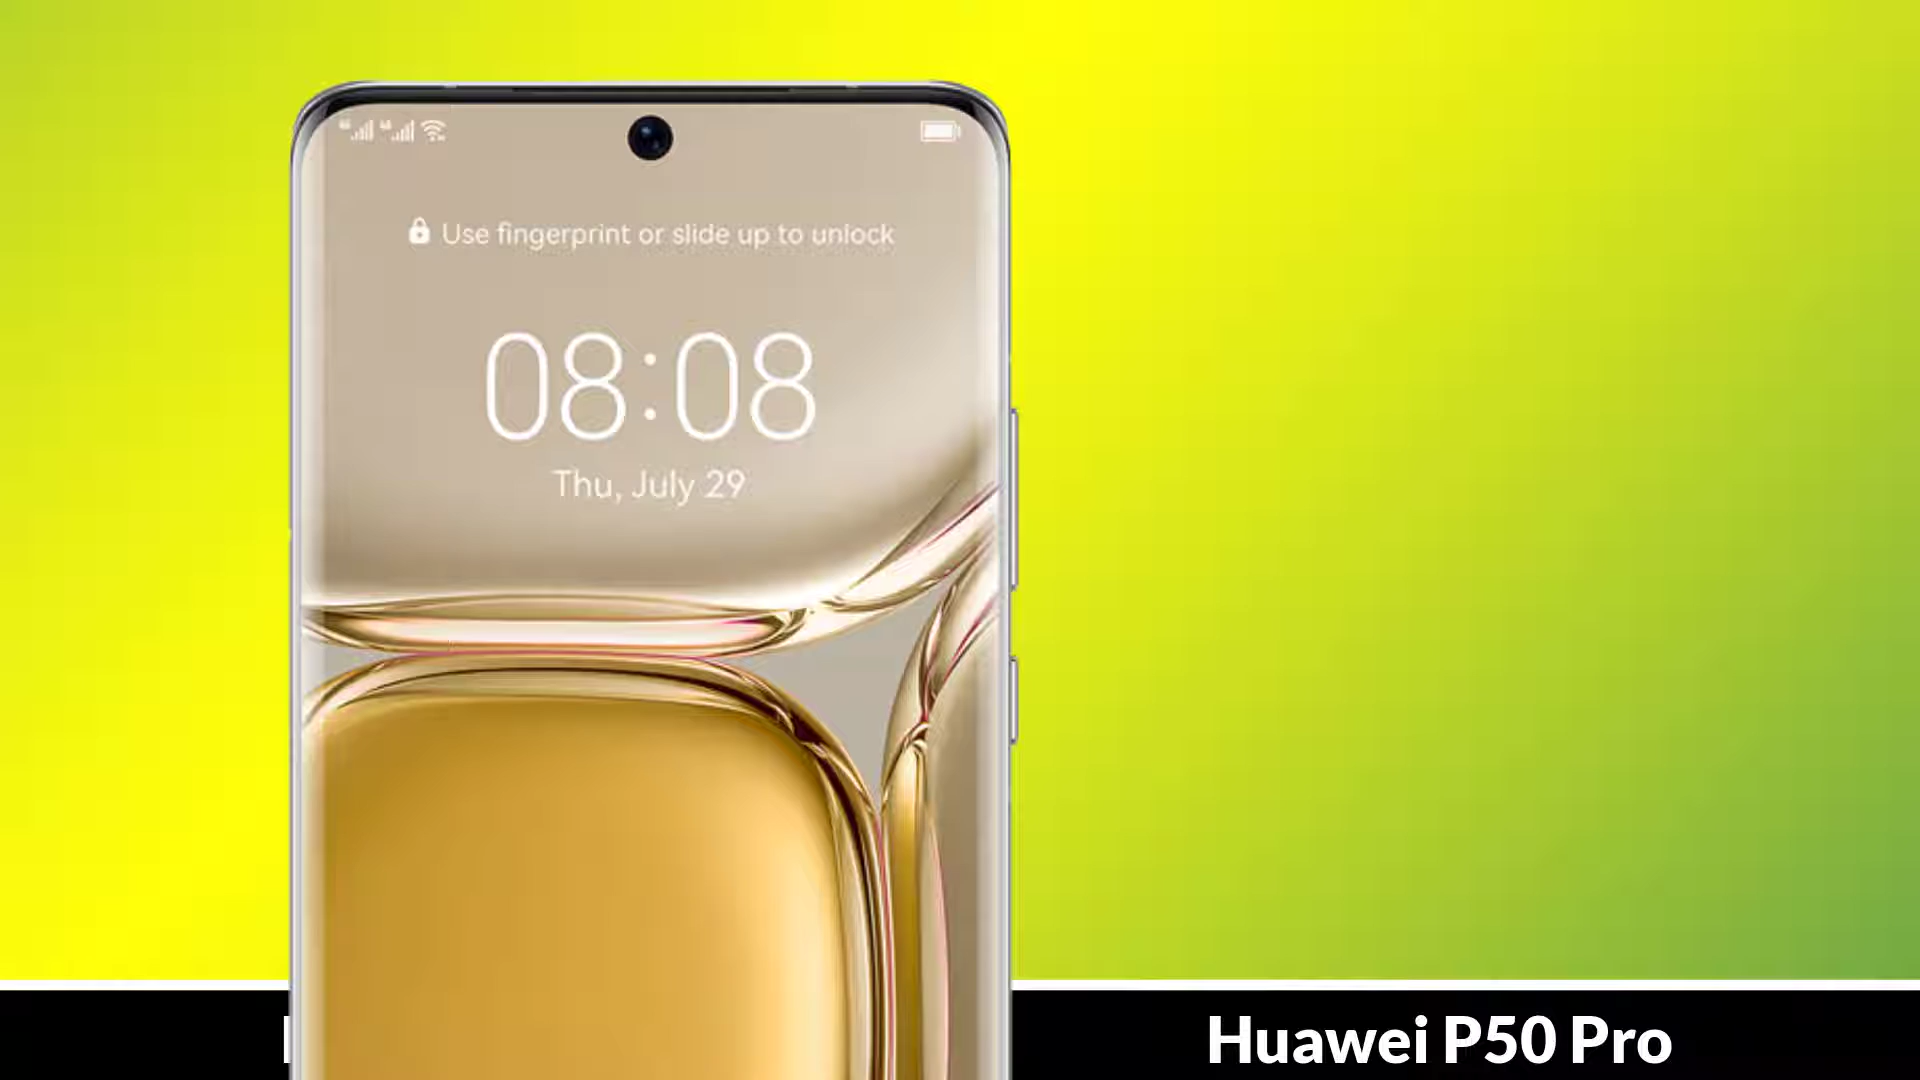 Use fingerprint or slide up to unlock
08:08
Thu, July 29
Huawei P50 Pro